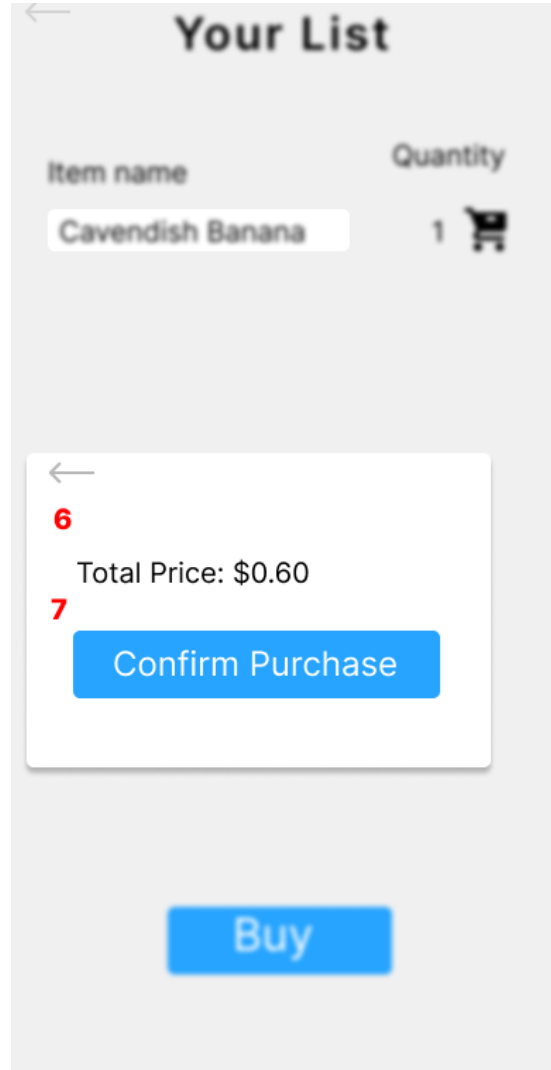 Your List
Quantity
Item name
Cavendish Banana 1
6
Total Price: $0.60
7
Confirm Purchase
Buy